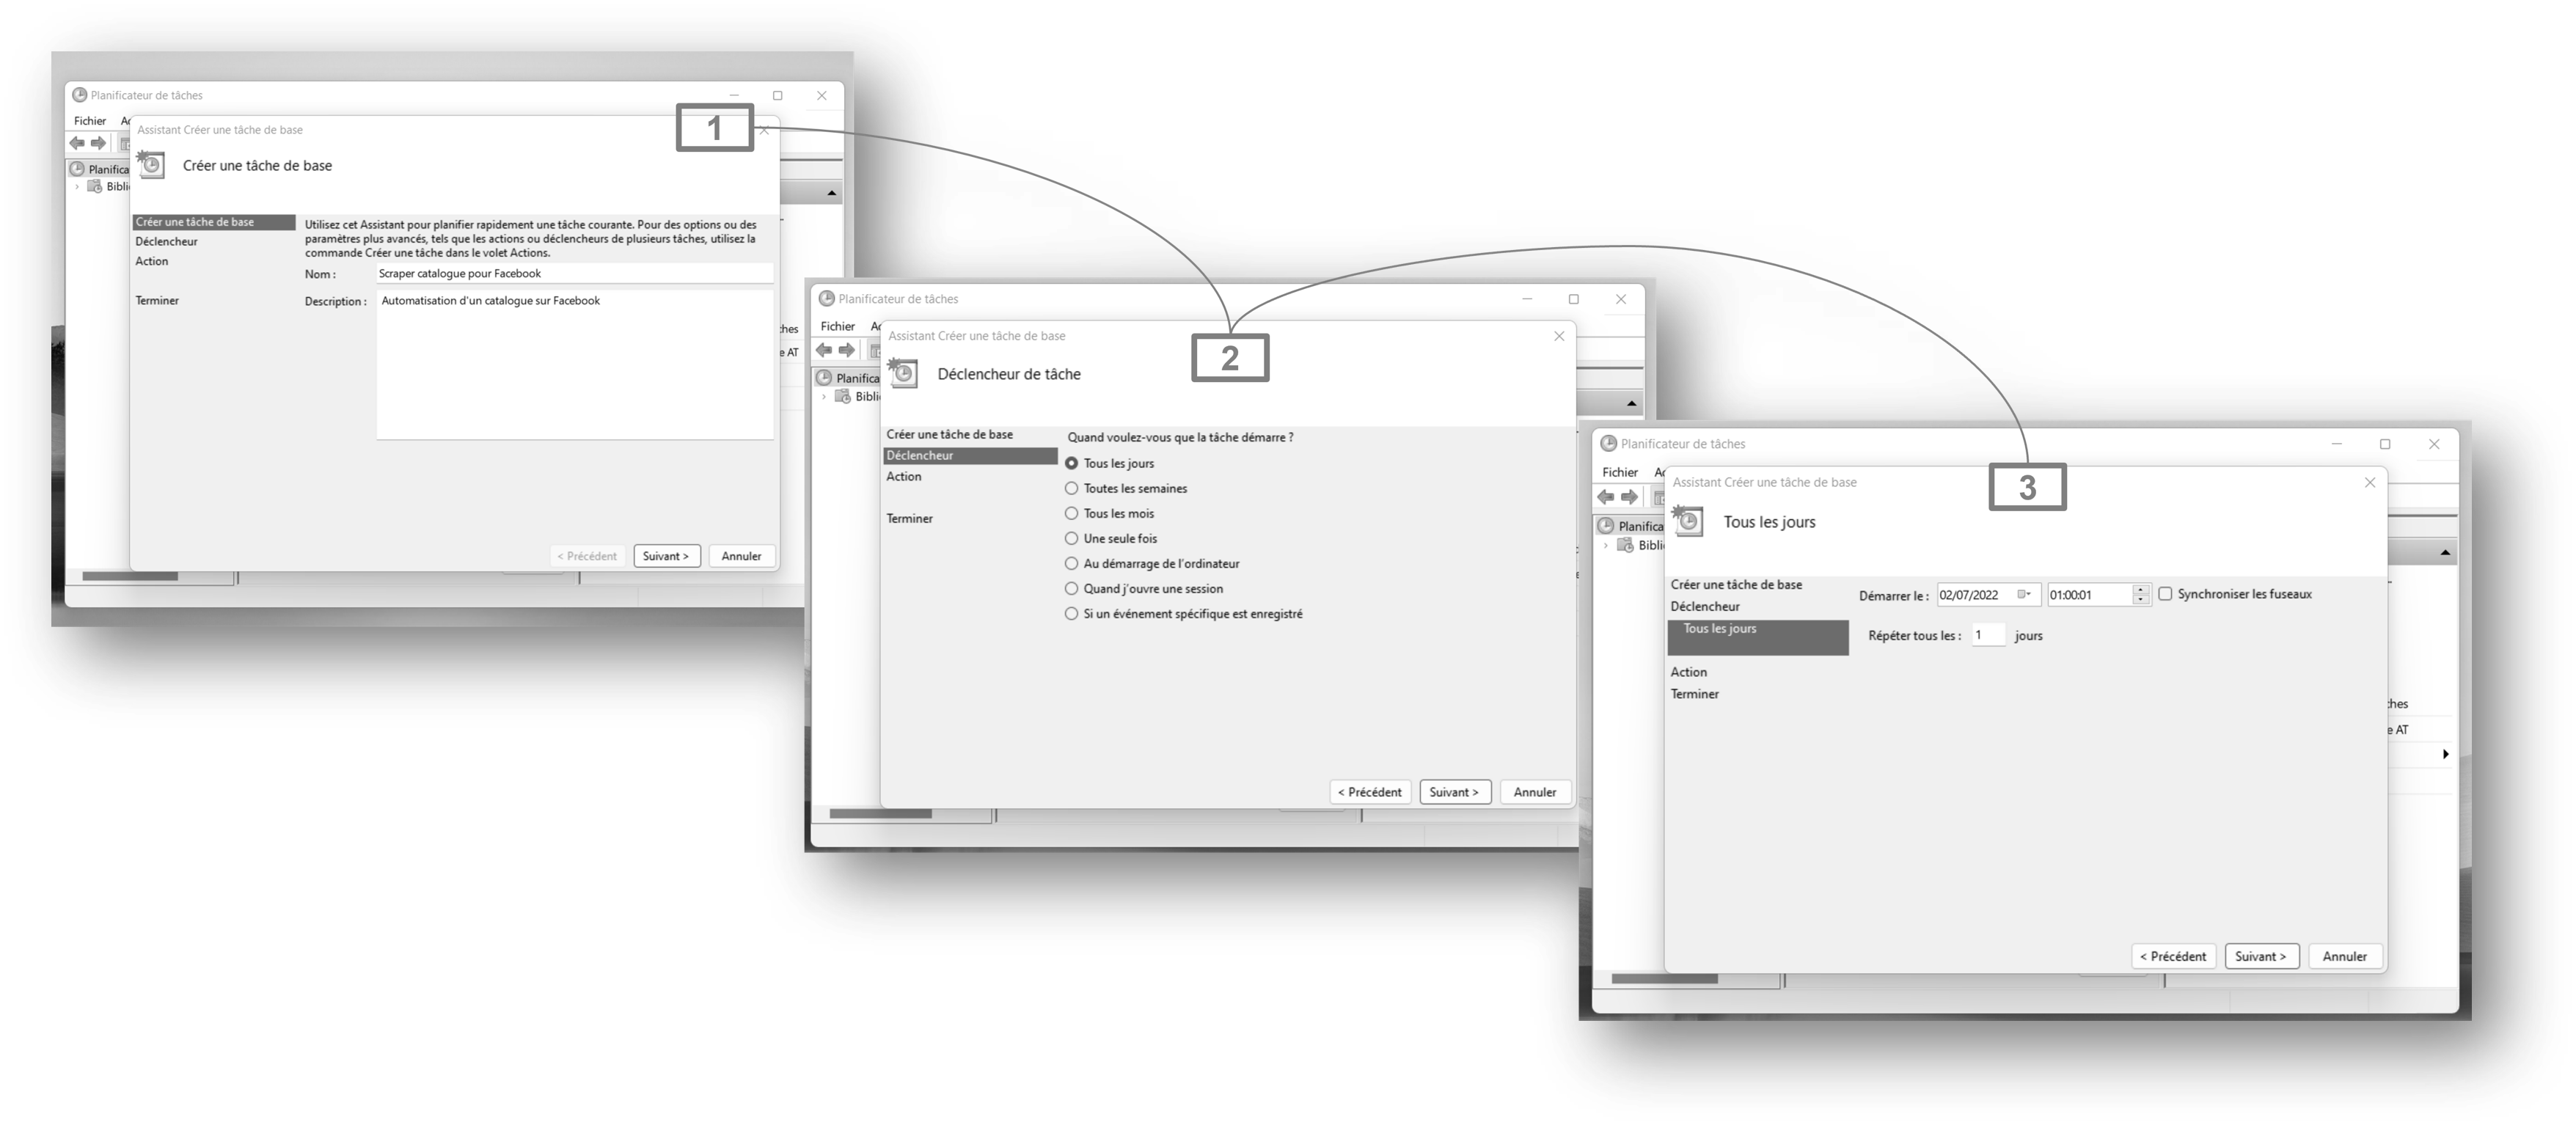 Planificateur de tâches
1
Fichier
Assistant Créer une tâche de base
Créer une tâche de base
Planifica
Bibli
Créer une tâche de base
Déclencheur
Action
Terminer
Utilisez cet Assistant pour planifier rapidement une tâche courante. Pour des options ou des
paramètres plus avancés, tels que les actions ou déclencheurs de plusieurs tâches, utilisez la
commande Créer une tâche dans le volet Actions.
Nom : Scraper catalogue pour Facebook
Description : Automatisation d'un catalogue sur Facebook
ches
e AT
< Précédent Suivant > Annuler
Planificateur de tâches
Fichier
Assistant Créer une tâche de base
2
Déclencheur de tâche
Planifica
Bibli
Créer une tâche de base
Déclencheur
Action
Terminer
Quand voulez-vous que la tâche démarre ?
Tous les jours
Toutes les semaines
Tous les mois
Une seule fois
Au démarrage de l'ordinateur
Quand j'ouvre une session
Si un événement spécifique est enregistré
< Précédent Suivant > Annuler
Planificateur de tâches
Fichier
Assistant Créer une tâche de base
3
Tous les jours
Planifica
Bibli
Créer une tâche de base
Déclencheur
Tous les jours
Action
Terminer
Démarrer le : 02/07/2022 01:00:01 Synchroniser les fuseaux
Répéter tous les : 1 jours
ches
e AT
< Précédent Suivant > Annuler